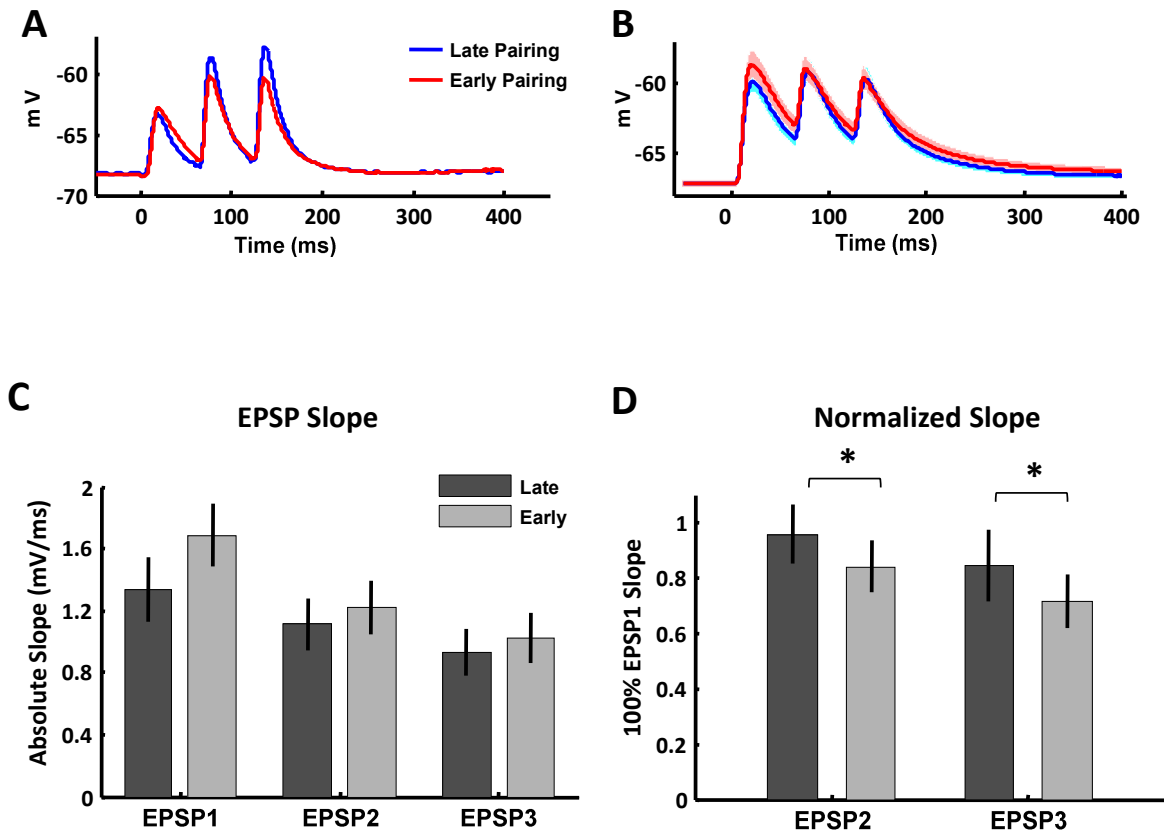 A
mV
-60
-65
-70
0
100
200
300
400
Time (ms)
Late Pairing
Early Pairing
B
mV
-60
-65
0
100
200
300
400
Time (ms)
C
EPSP Slope
Absolute Slope (mV/ms)
2
1.6
1.2
0.8
0.4
0
Late
Early
EPSP1
EPSP2
EPSP3
D
Normalized Slope
*
*
100% EPSP1 Slope
1
0.8
0.6
0.4
0.2
0
EPSP2
EPSP3